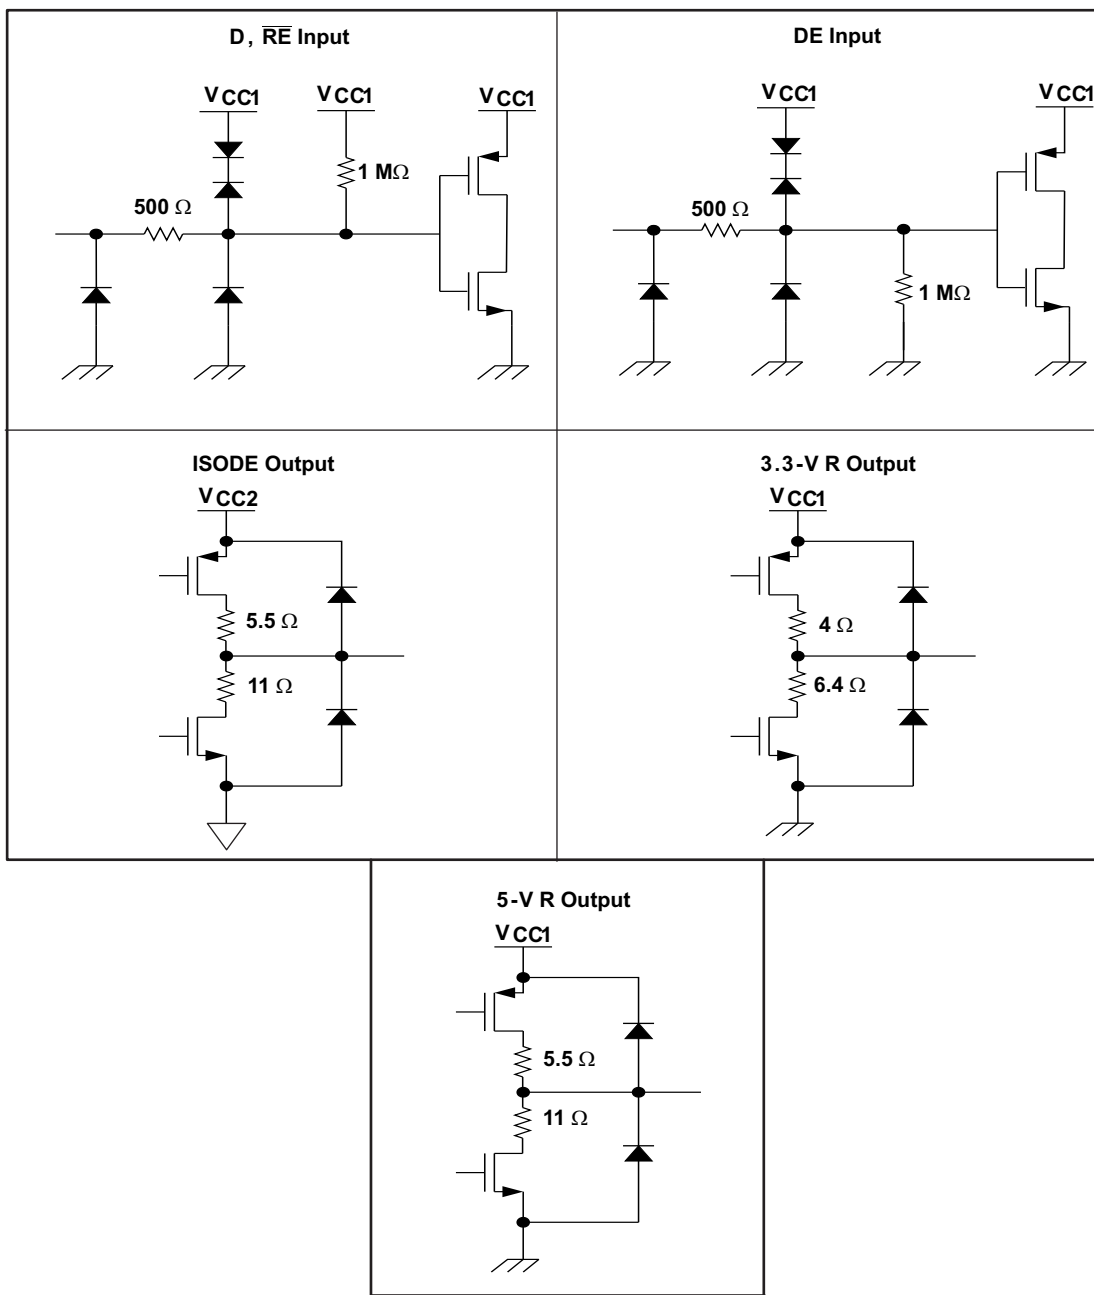 D, R̅E̅ Input
VCC1
VCC1
VCC1
1 MΩ
500 Ω
DE Input
VCC1
VCC1
500 Ω
1 MΩ
ISODE Output
VCC2
5.5 Ω
11 Ω
3.3-V R Output
VCC1
4 Ω
6.4 Ω
5-V R Output
VCC1
5.5 Ω
11 Ω